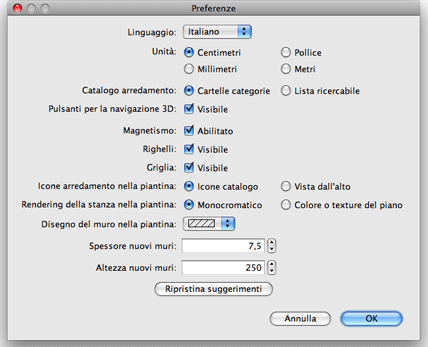 Preferenze
Linguaggio: Italiano
Unità: Centimetri Pollice
Millimetri Metri
Catalogo arredamento: Cartelle categorie Lista ricercabile
Pulsanti per la navigazione 3D: Visibile
Magnetismo: Abilitato
Righelli: Visibile
Griglia: Visibile
Icone arredamento nella piantina: Icone catalogo Vista dall'alto
Rendering della stanza nella piantina: Monocromatico Colore o texture del piano
Disegno del muro nella piantina:
Spessore nuovi muri: 7,5
Altezza nuovi muri: 250
Ripristina suggerimenti
Annulla OK